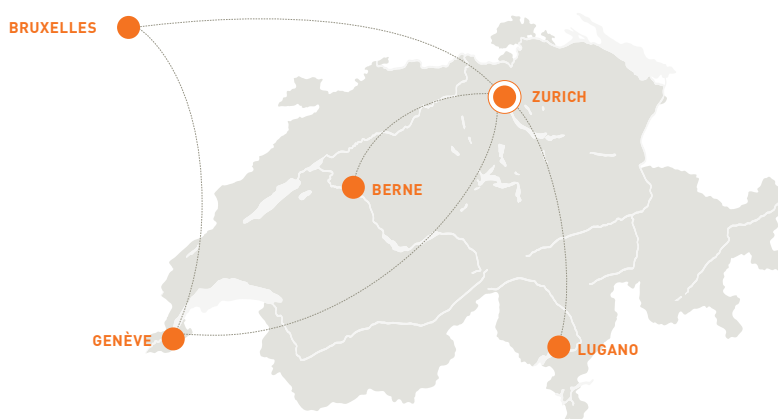 BRUXELLES
ZURICH
BERNE
GENÈVE
LUGANO